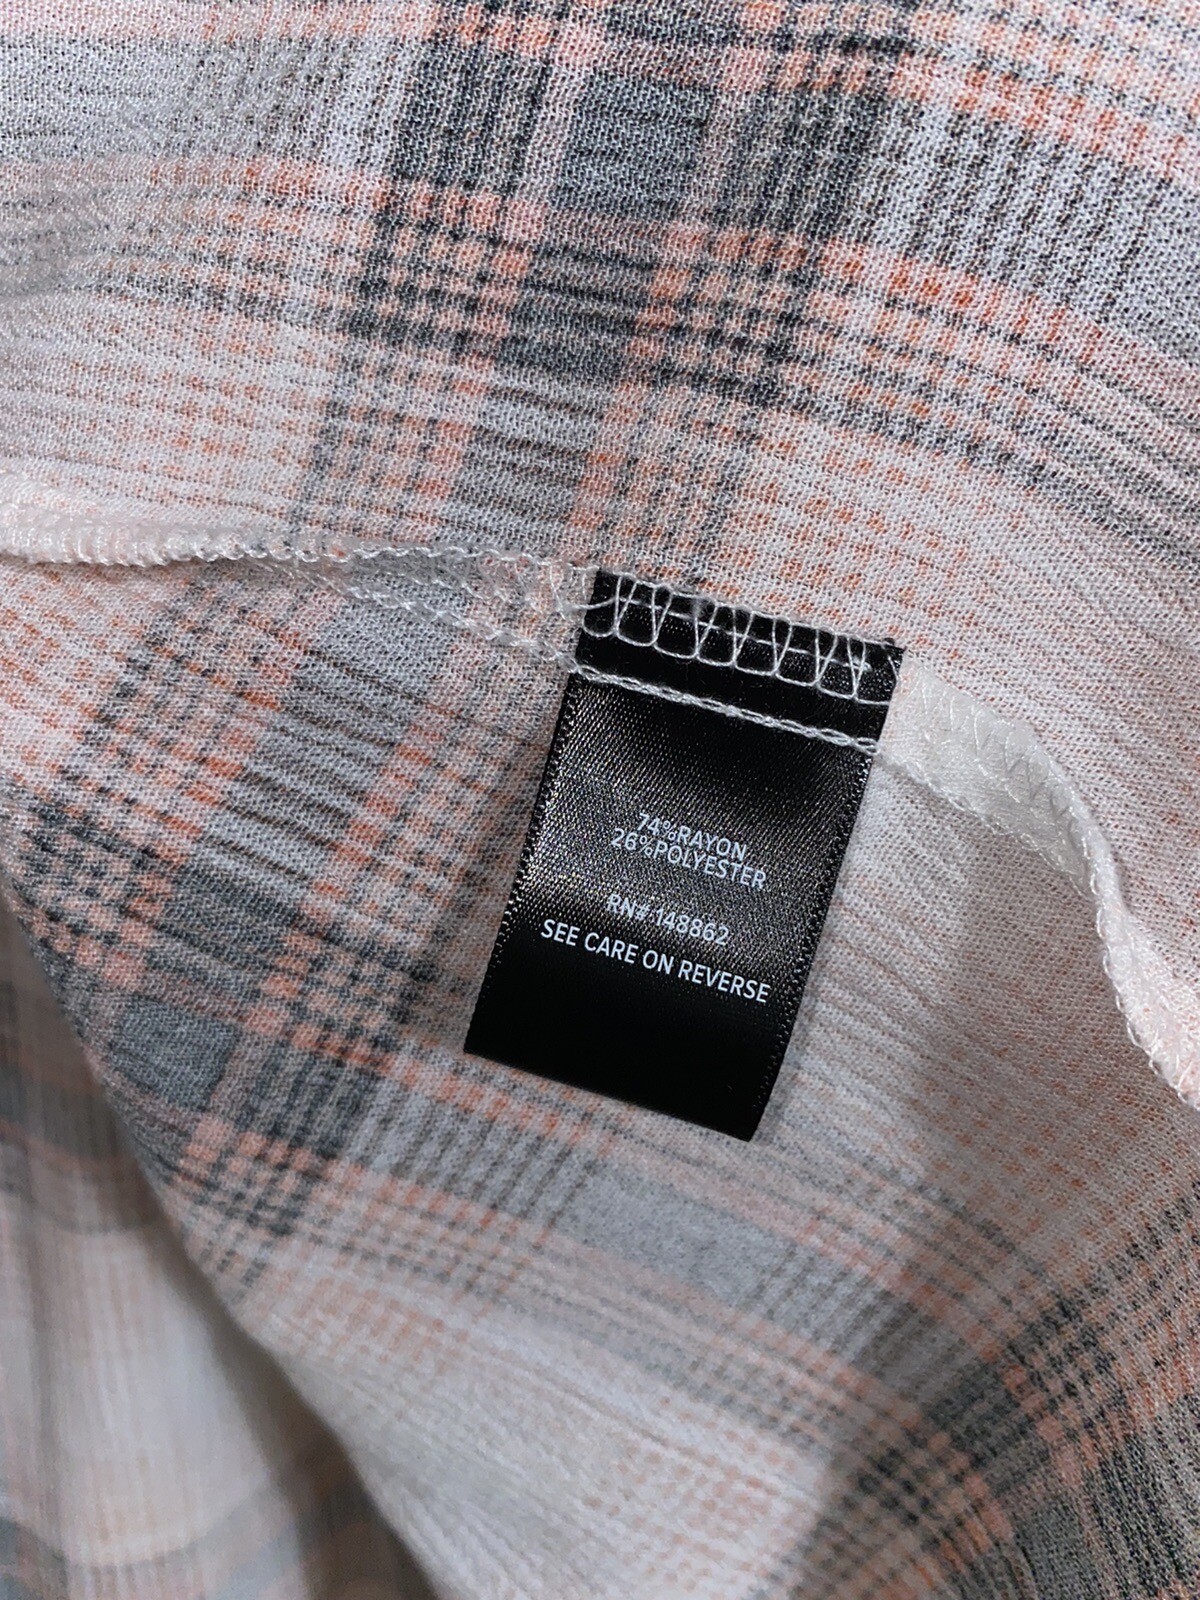 74%RAYON
26%POLYESTER
RN# 148862
SEE CARE ON REVERSE